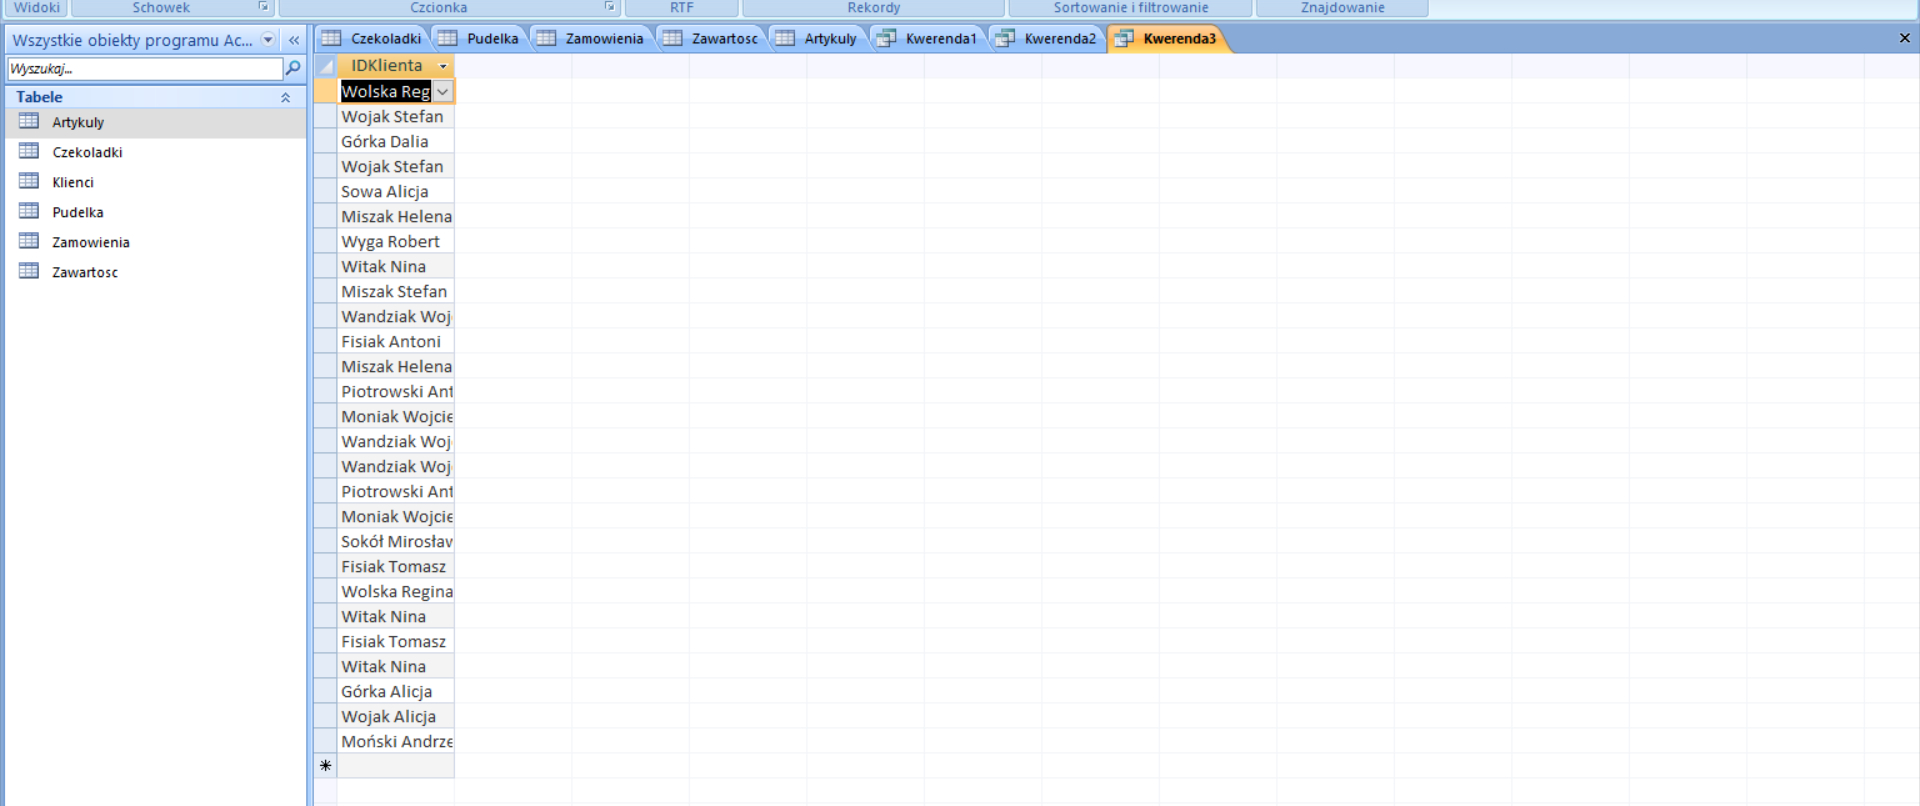 Widoki Schowek Czcionka RTF Rekordy Sortowanie i filtrowanie Znajdowanie
Wszystkie obiekty programu Ac...
Wyszukaj...
Tabele
Artykuly
Czekoladki
Klienci
Pudelka
Zamowienia
Zawartosc
Czekoladki Pudelka Zamowienia Zawartosc Artykuly Kwerenda1 Kwerenda2 Kwerenda3
IDKlienta
Wolska Reg
Wojak Stefan
Górka Dalia
Wojak Stefan
Sowa Alicja
Miszak Helena
Wyga Robert
Witak Nina
Miszak Stefan
Wandziak Woj
Fisiak Antoni
Miszak Helena
Piotrowski Ant
Moniak Wojcie
Wandziak Woj
Wandziak Woj
Piotrowski Ant
Moniak Wojcie
Sokół Mirosław
Fisiak Tomasz
Wolska Regina
Witak Nina
Fisiak Tomasz
Witak Nina
Górka Alicja
Wojak Alicja
Moński Andrze